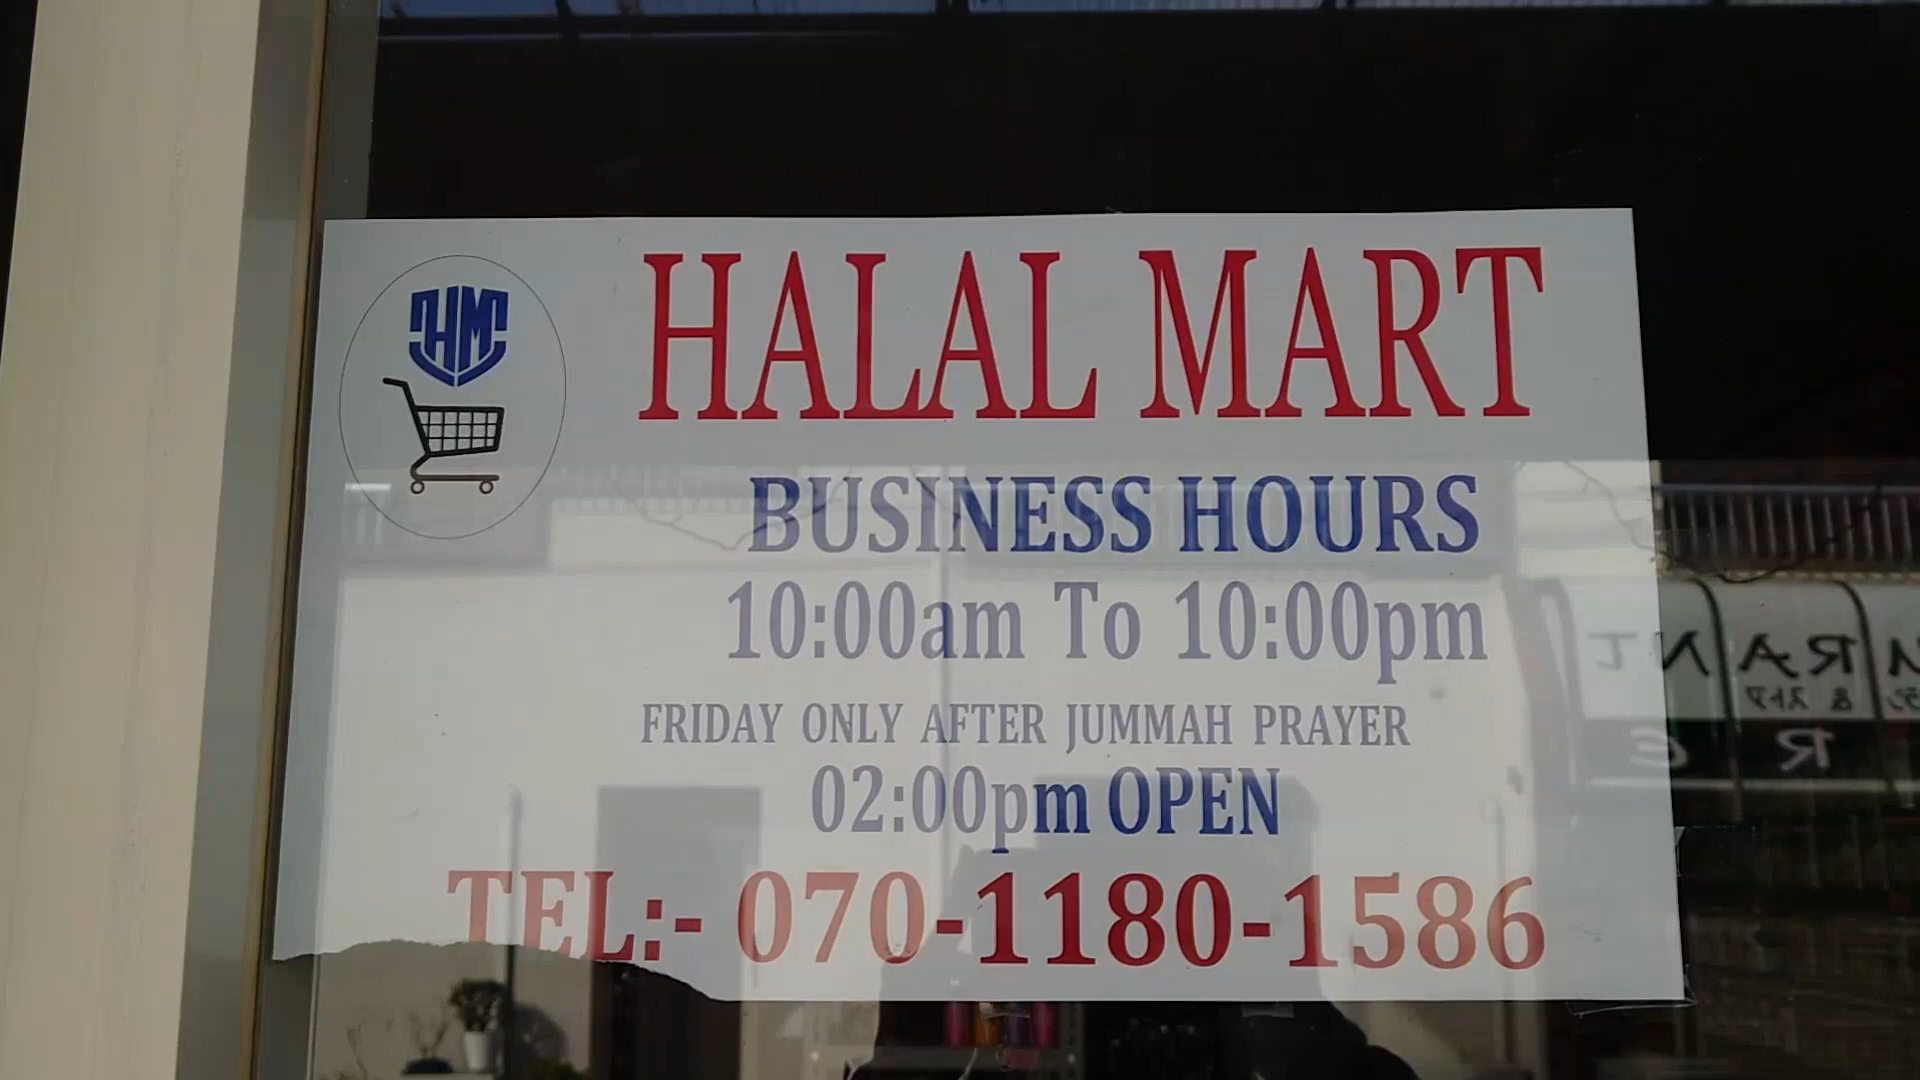 HM
HALAL MART
BUSINESS HOURS
10:00am To 10:00pm
FRIDAY ONLY AFTER JUMMAH PRAYER
02:00pm OPEN
TEL:- 070-1180-1586